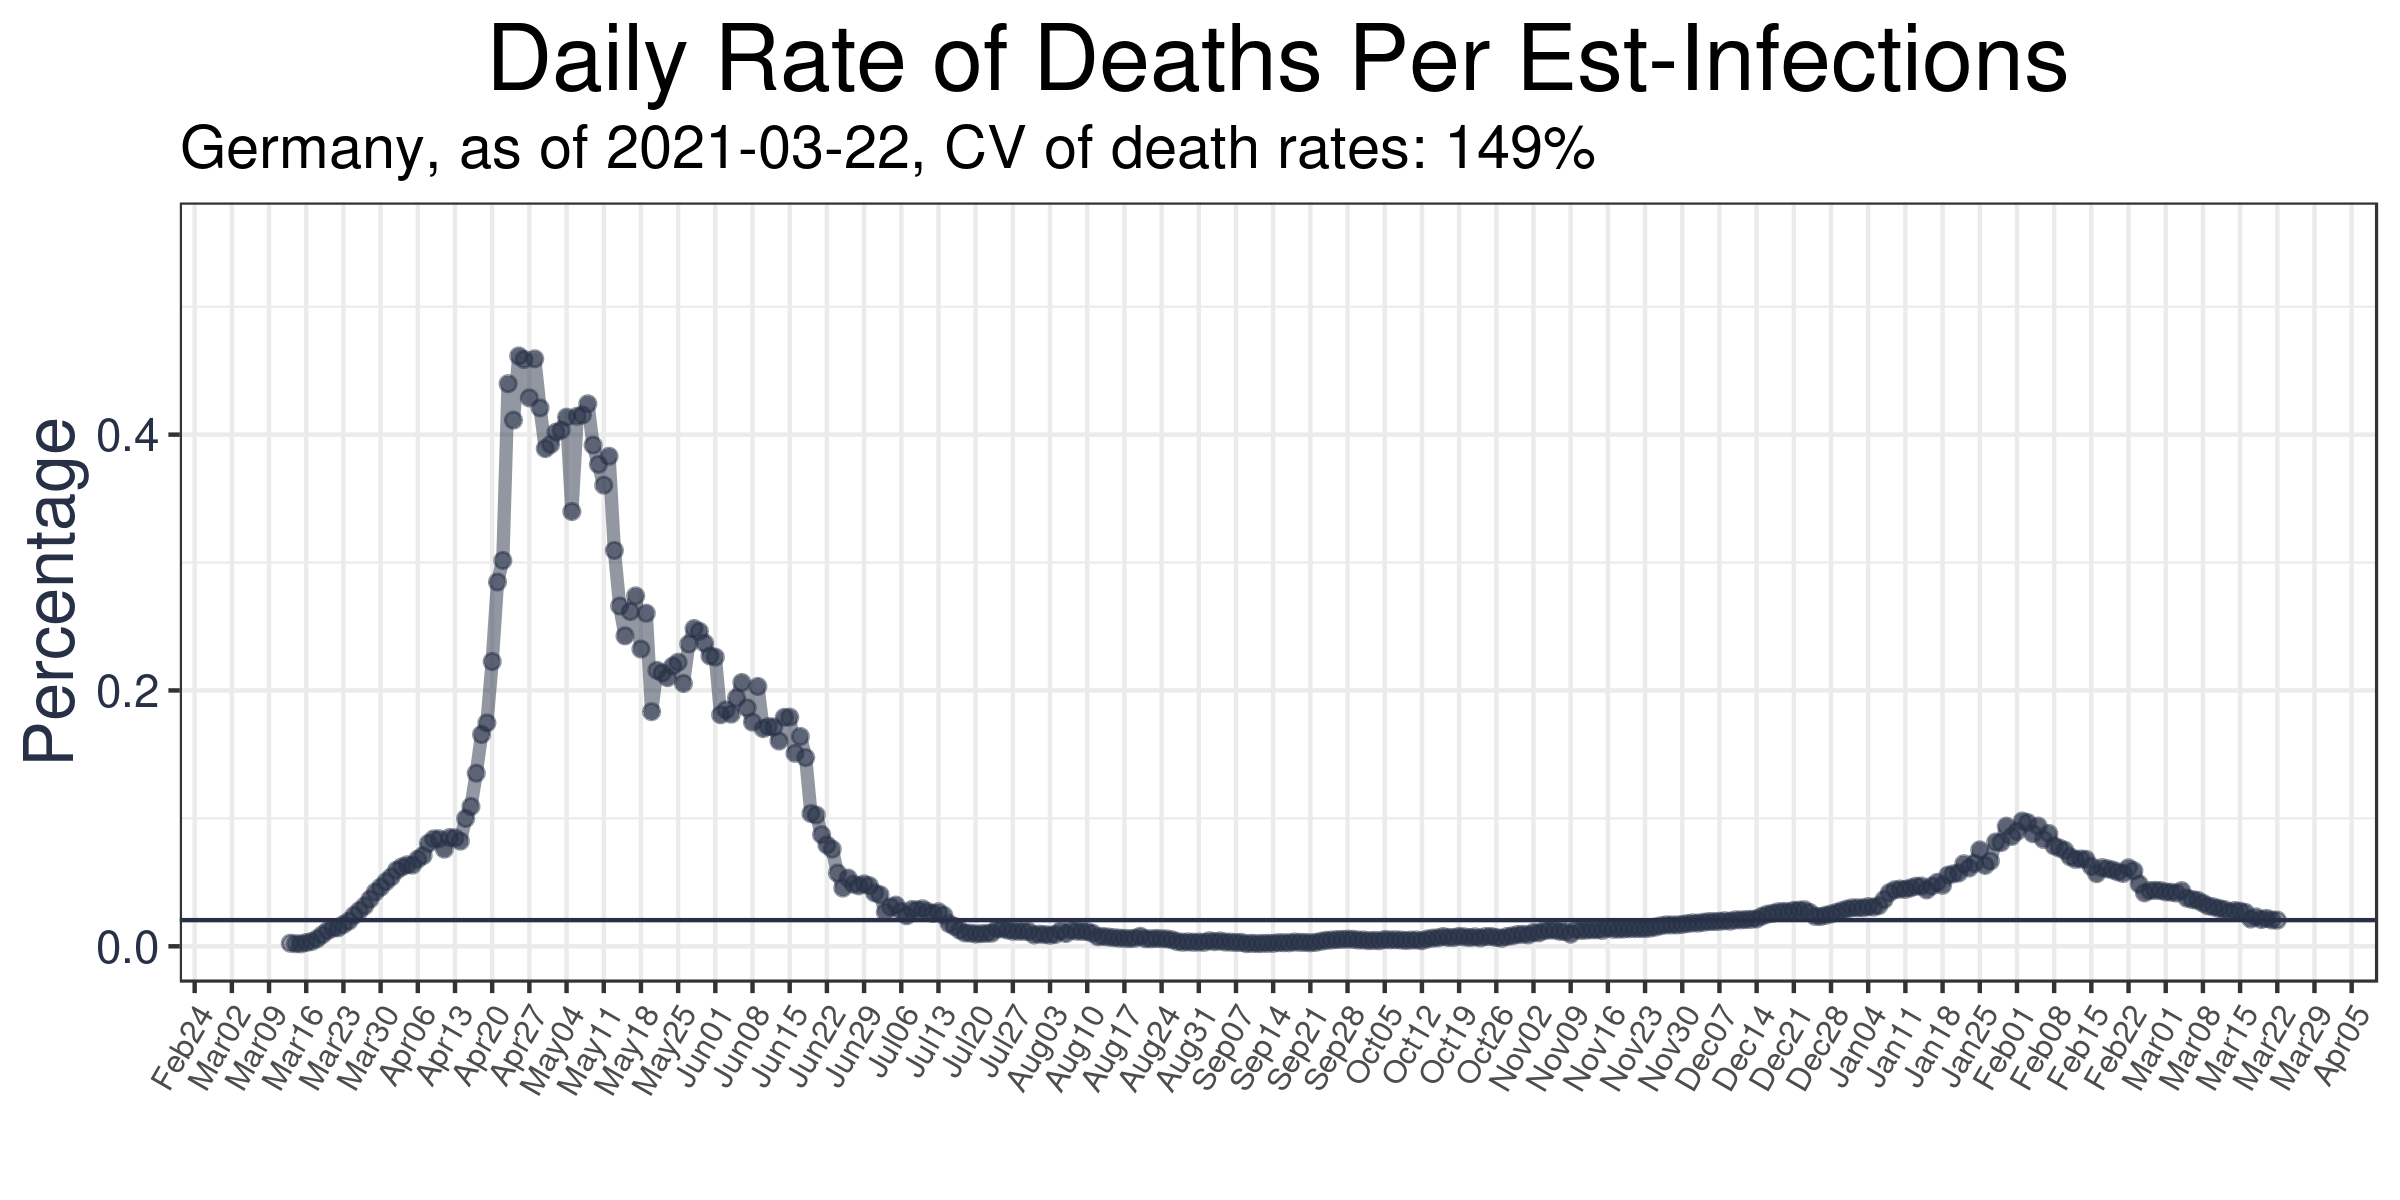 Daily Rate of Deaths Per Est-Infections
Germany, as of 2021-03-22, CV of death rates: 149%
Percentage
0.4
0.2
0.0
Feb24 Mar02 Mar09 Mar16 Mar23 Mar30 Apr06 Apr13 Apr20 Apr27 May04 May11 May18 May25 Jun01 Jun08 Jun15 Jun22 Jun29 Jul06 Jul13 Jul20 Jul27 Aug03 Aug10 Aug17 Aug24 Aug31 Sep07 Sep14 Sep21 Sep28 Oct05 Oct12 Oct19 Oct26 Nov02 Nov09 Nov16 Nov23 Nov30 Dec07 Dec14 Dec21 Dec28 Jan04 Jan11 Jan18 Jan25 Feb01 Feb08 Feb15 Feb22 Mar01 Mar08 Mar15 Mar22 Mar29 Apr05